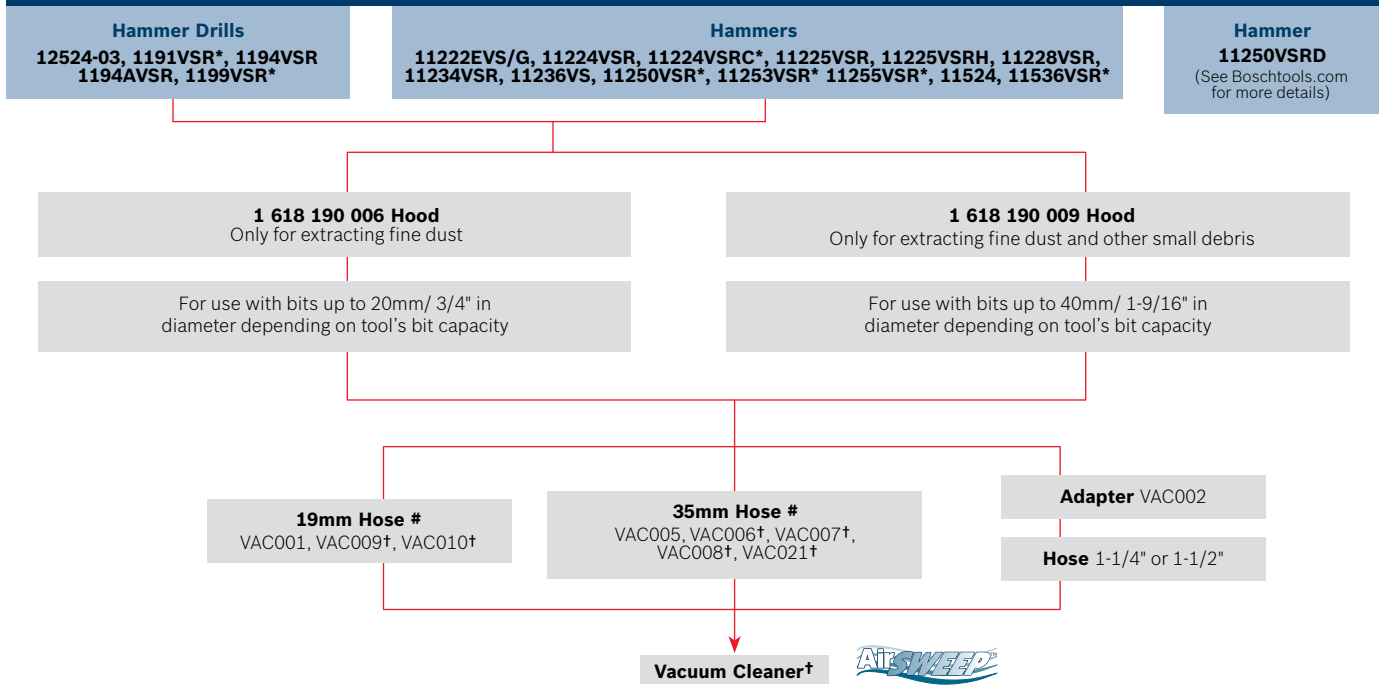 Hammer Drills
12524-03, 1191VSR*, 1194VSR
1194AVSR, 1199VSR*
Hammers
11222EVS/G, 11224VSR, 11224VSRC*, 11225VSR, 11225VSRH, 11228VSR,
11234VSR, 11236VS, 11250VSR*, 11253VSR* 11255VSR*, 11524, 11536VSR*
Hammer
11250VSRD
(See Boschtools.com
for more details)
1 618 190 006 Hood
Only for extracting fine dust
1 618 190 009 Hood
Only for extracting fine dust and other small debris
For use with bits up to 20mm/ 3/4" in
diameter depending on tool's bit capacity
For use with bits up to 40mm/ 1-9/16" in
diameter depending on tool's bit capacity
19mm Hose #
VAC001, VAC009†, VAC010†
35mm Hose #
VAC005, VAC006†, VAC007†,
VAC008†, VAC021†
Adapter VAC002
Hose 1-1/4" or 1-1/2"
Vacuum Cleaner†
AirSWEEP™